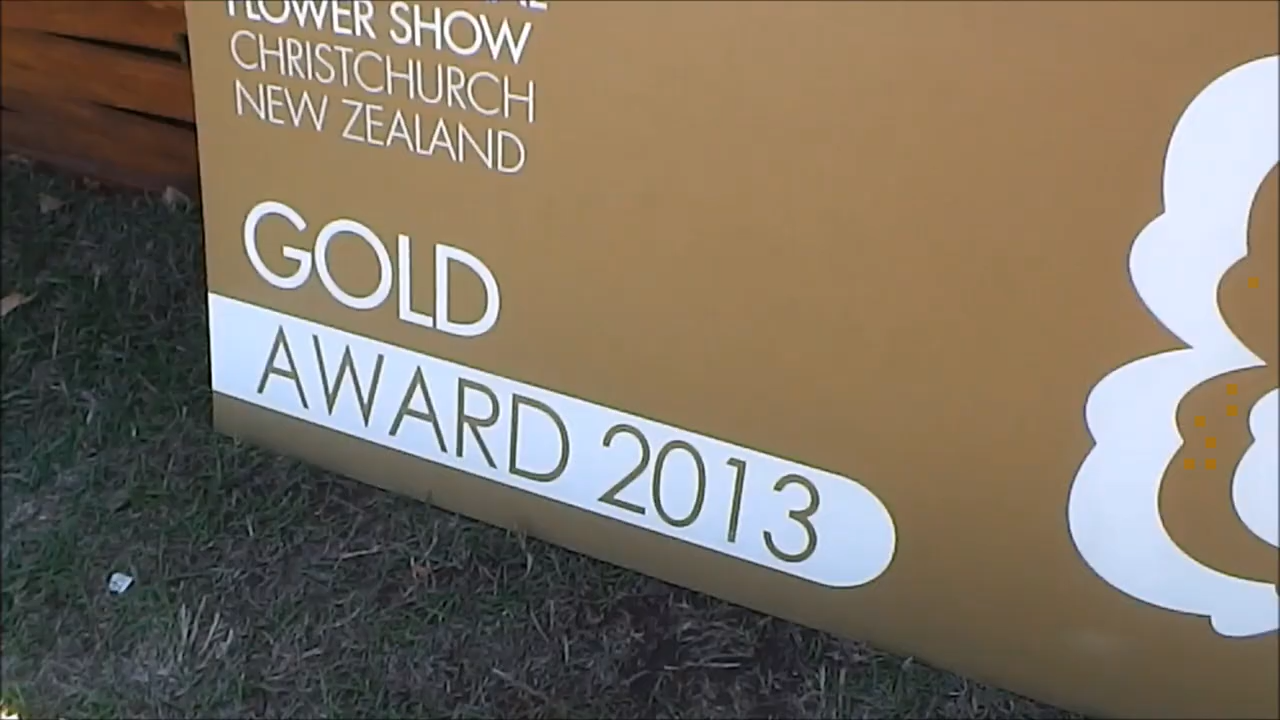 FLOWER SHOW
CHRISTCHURCH
NEW ZEALAND
GOLD
AWARD 2013